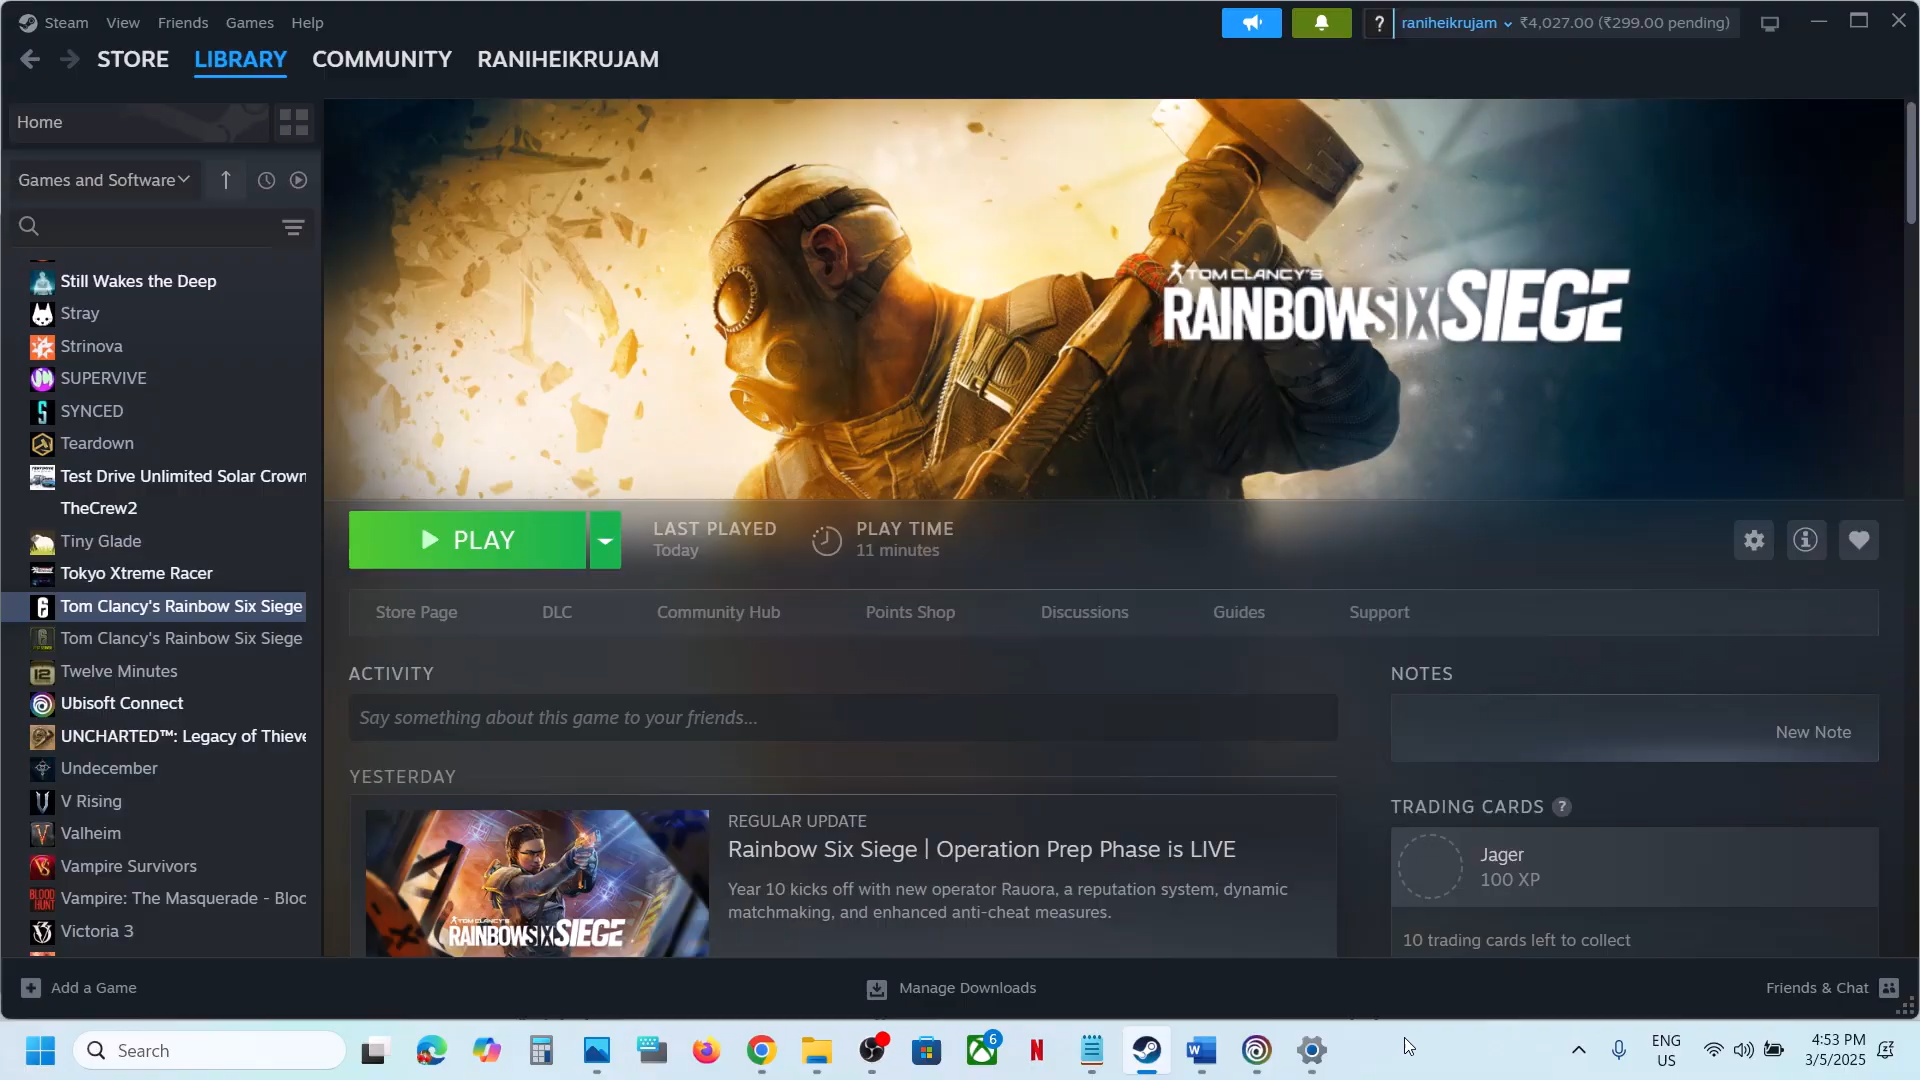 Steam View Friends Games Help
? raniheikrujam ₹4,027.00 (₹299.00 pending)
STORE LIBRARY COMMUNITY RANIHEIKRUJAM
Home
Games and Software
Still Wakes the Deep
Stray
Strinova
SUPERVIVE
SYNCED
Teardown
Test Drive Unlimited Solar Crown
TheCrew2
Tiny Glade
Tokyo Xtreme Racer
Tom Clancy's Rainbow Six Siege
Tom Clancy's Rainbow Six Siege
Twelve Minutes
Ubisoft Connect
UNCHARTED™: Legacy of Thieve
Undecember
V Rising
Valheim
Vampire Survivors
Vampire: The Masquerade - Bloo
Victoria 3
TOM CLANCY'S
RAINBOWSIXSIEGE
PLAY
LAST PLAYED
Today
PLAY TIME
11 minutes
Store Page DLC Community Hub Points Shop Discussions Guides Support
ACTIVITY
Say something about this game to your friends...
YESTERDAY
TOM CLANCY'S
RAINBOWSIXSIEGE
REGULAR UPDATE
Rainbow Six Siege | Operation Prep Phase is LIVE
Year 10 kicks off with new operator Rauora, a reputation system, dynamic
matchmaking, and enhanced anti-cheat measures.
NOTES
New Note
TRADING CARDS ?
Jager
100 XP
10 trading cards left to collect
Add a Game
Manage Downloads
Friends & Chat
Search
6
ENG
US
4:53 PM
3/5/2025